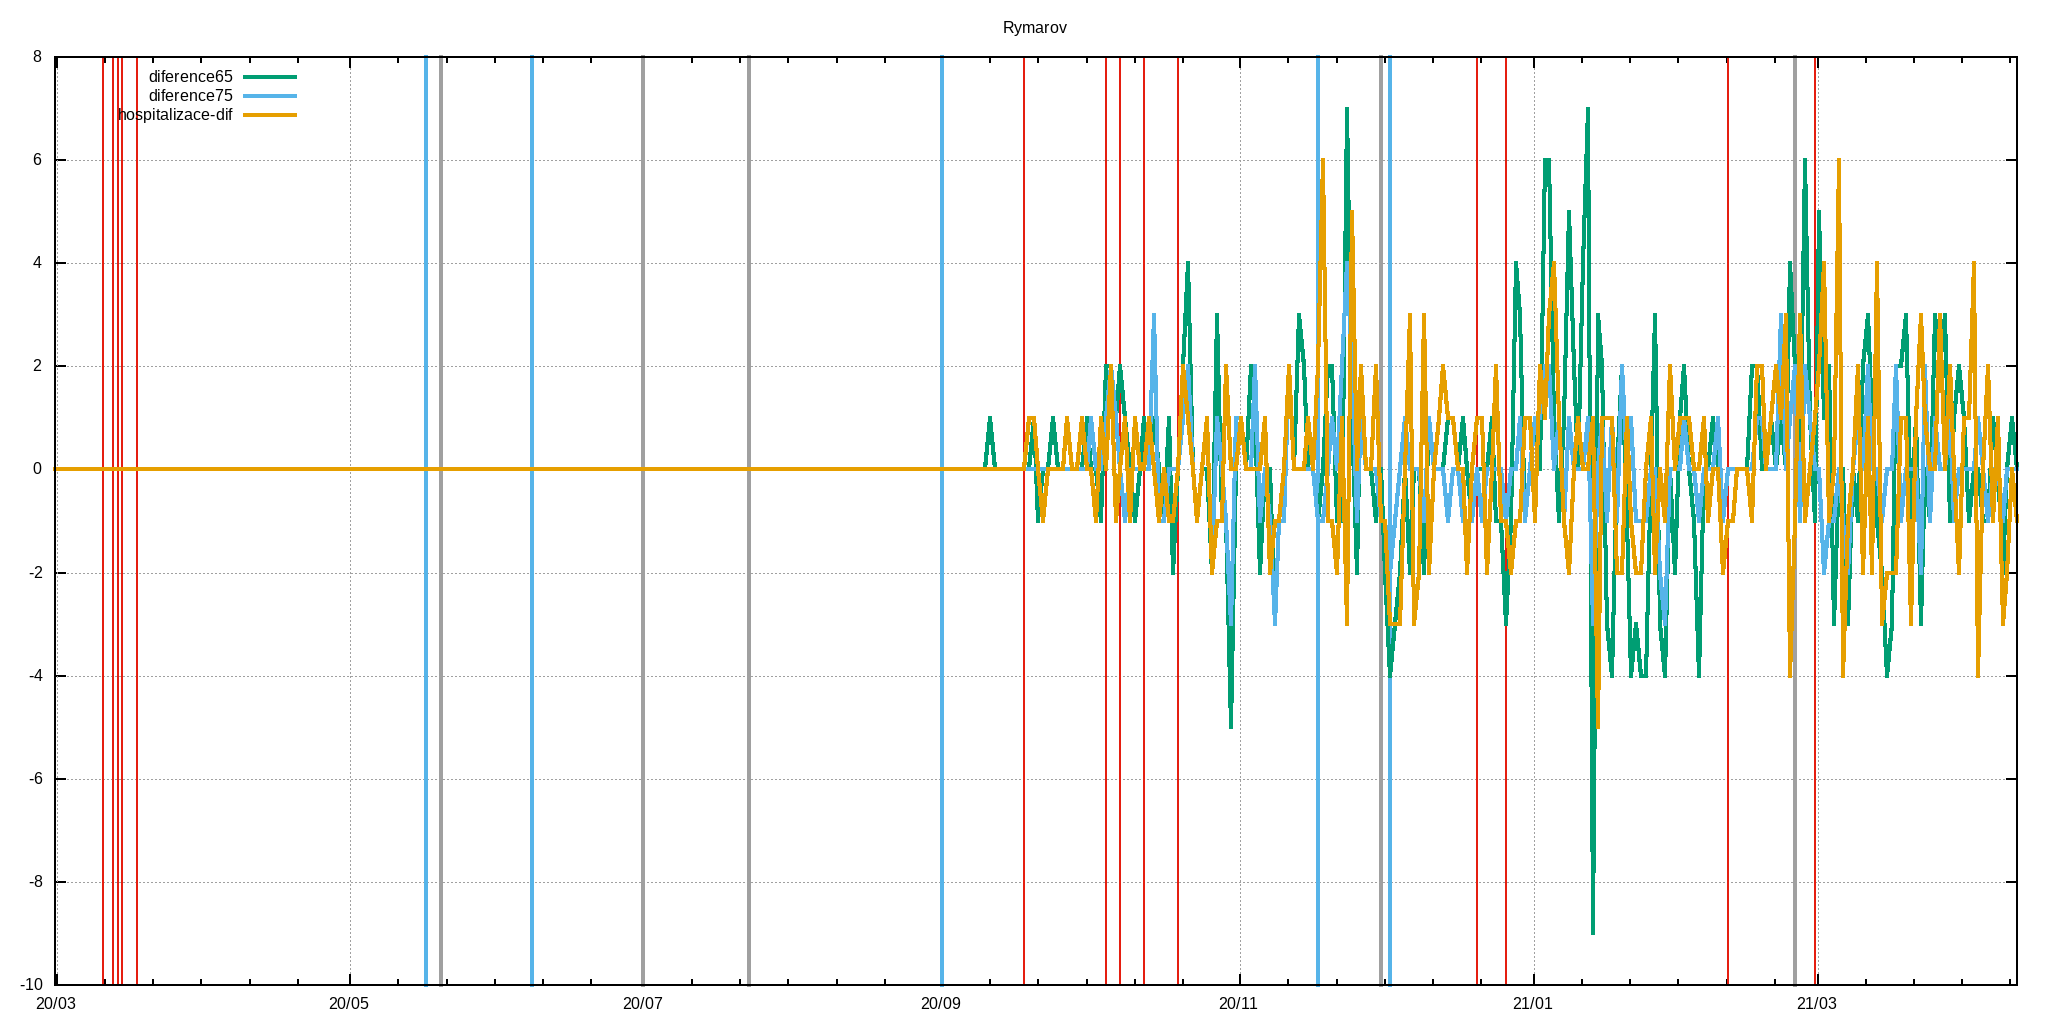 Rymarov
8
diference65
diference75
hospitalizace-dif
6
4
2
0
-2
-4
-6
-8
-10
20/03 20/05 20/07 20/09 20/11 21/01 21/03